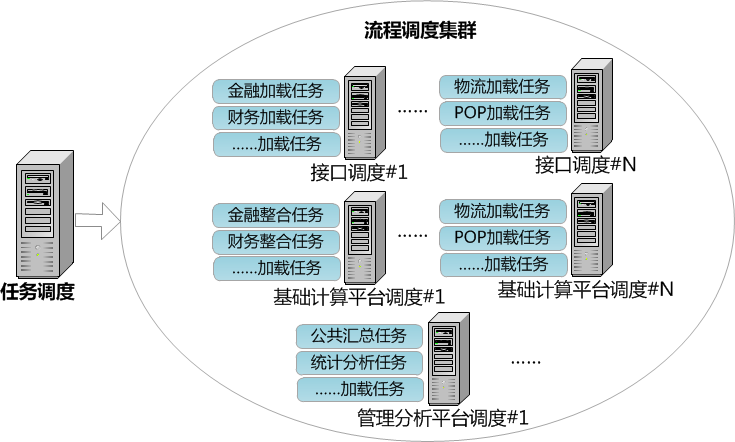 流程调度集群
金融加载任务
财务加载任务
......加载任务
接口调度#1
......
物流加载任务
POP加载任务
......加载任务
接口调度#N
任务调度
金融整合任务
财务整合任务
......加载任务
基础计算平台调度#1
......
物流加载任务
POP加载任务
......加载任务
基础计算平台调度#N
公共汇总任务
统计分析任务
......加载任务
管理分析平台调度#1
......